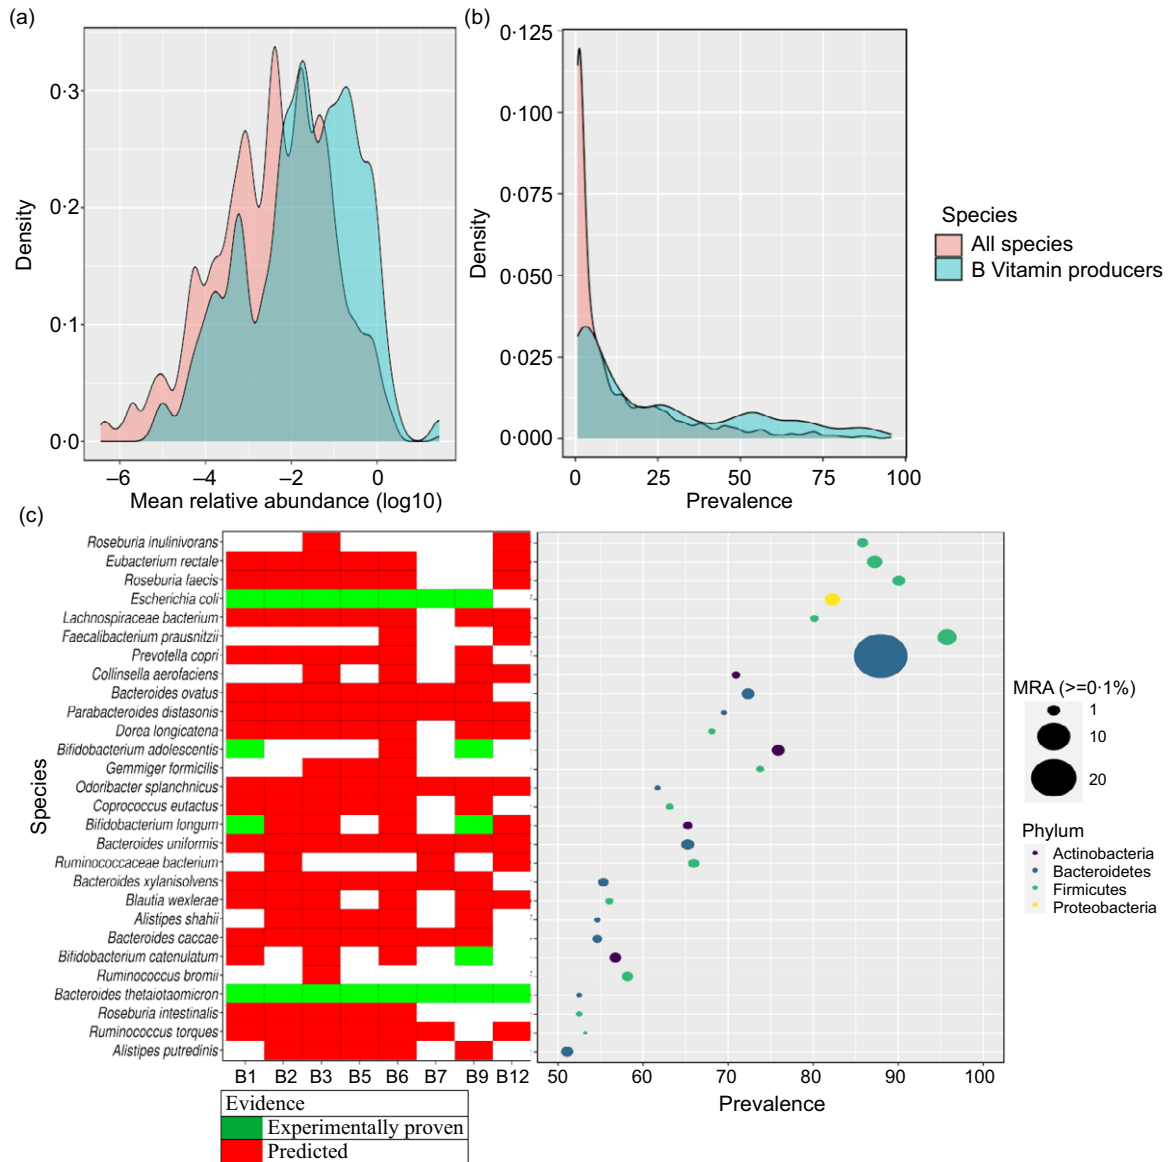 (a)
Density
0·3
0·2
0·1
0·0
−6
−4
−2
0
Mean relative abundance (log10)
(b)
Density
0·125
0·100
0·075
0·050
0·025
0·000
0
25
50
75
100
Prevalence
Species
All species
B Vitamin producers
(c)
Species
Roseburia inulinivorans
Eubacterium rectale
Roseburia faecis
Escherichia coli
Lachnospiraceae bacterium
Faecalibacterium prausnitzii
Prevotella copri
Collinsella aerofaciens
Bacteroides ovatus
Parabacteroides distasonis
Dorea longicatena
Bifidobacterium adolescentis
Gemmiger formicilis
Odoribacter splanchnicus
Coprococcus eutactus
Bifidobacterium longum
Bacteroides uniformis
Ruminococcaceae bacterium
Bacteroides xylanisolvens
Blautia wexlerae
Alistipes shahii
Bacteroides caccae
Bifidobacterium catenulatum
Ruminococcus bromii
Bacteroides thetaiotaomicron
Roseburia intestinalis
Ruminococcus torques
Alistipes putredinis
B1 B2 B3 B5 B6 B7 B9 B12
Evidence
Experimentally proven
Predicted
50 60 70 80 90 100
Prevalence
MRA (>=0·1%)
1
10
20
Phylum
Actinobacteria
Bacteroidetes
Firmicutes
Proteobacteria